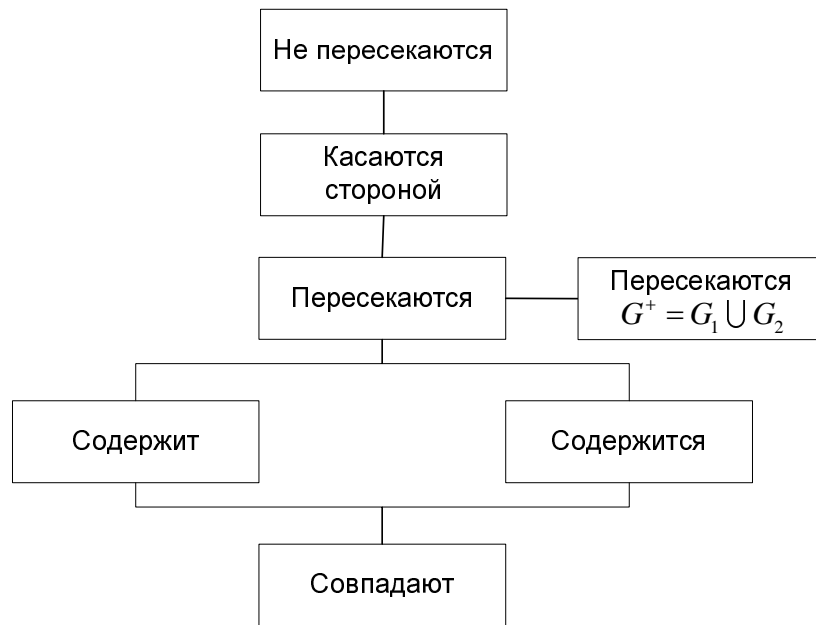 Не пересекаются
Касаются
стороной
Пересекаются
Пересекаются
G⁺ = G₁ ⋃ G₂
Содержит
Содержится
Совпадают